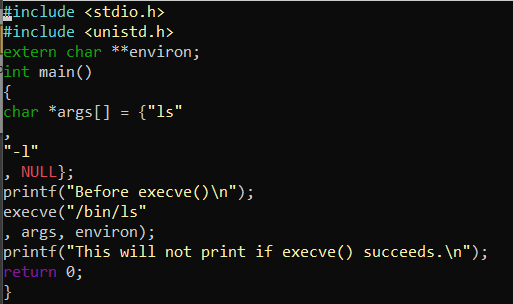 #include <stdio.h>
#include <unistd.h>
extern char **environ;
int main()
{
char *args[] = {"ls"
,
"-l"
, NULL};
printf("Before execve()\n");
execve("/bin/ls"
, args, environ);
printf("This will not print if execve() succeeds.\n");
return 0;
}